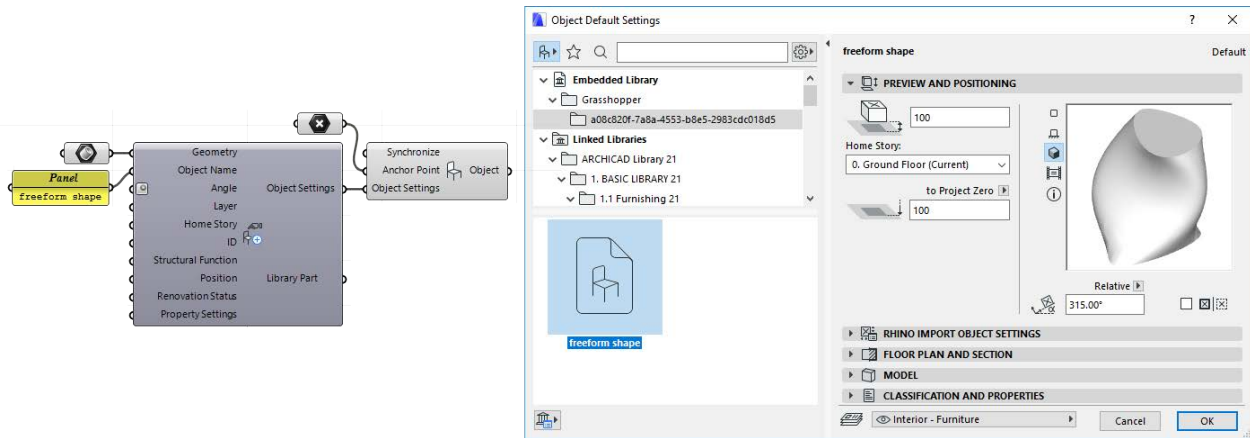 Geometry
Object Name
Angle
Layer
Home Story
ID
Structural Function
Position
Renovation Status
Property Settings
Object Settings
Library Part
Panel
freeform shape
Synchronize
Anchor Point
Object Settings
Object
Object Default Settings
?
Embedded Library
Grasshopper
a08c820f-7a8a-4553-b8e5-2983cdc018d5
Linked Libraries
ARCHICAD Library 21
1. BASIC LIBRARY 21
1.1 Furnishing 21
freeform shape
freeform shape
Default
PREVIEW AND POSITIONING
100
Home Story:
0. Ground Floor (Current)
to Project Zero
100
Relative
315.00°
RHINO IMPORT OBJECT SETTINGS
FLOOR PLAN AND SECTION
MODEL
CLASSIFICATION AND PROPERTIES
Interior - Furniture
Cancel
OK